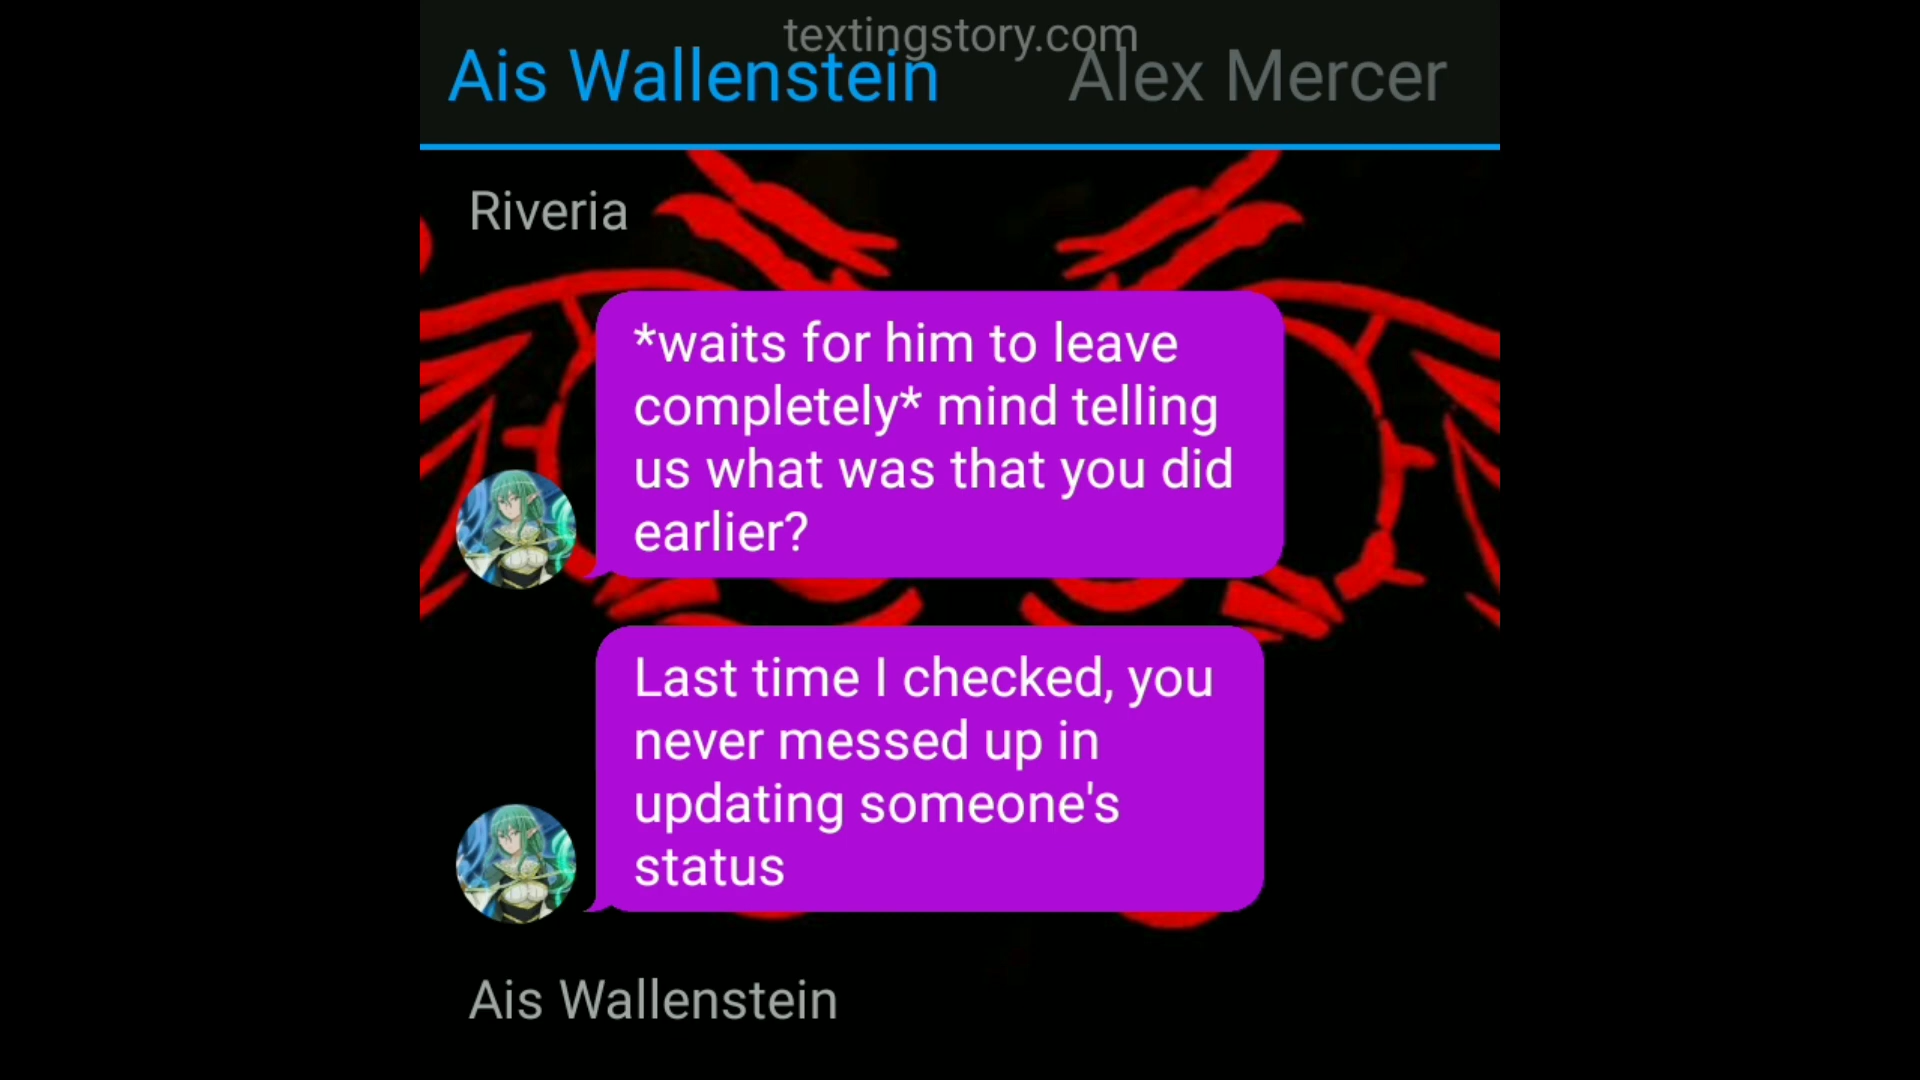 textingstory.com
Ais Wallenstein Alex Mercer
Riveria
*waits for him to leave
completely* mind telling
us what was that you did
earlier?
Last time I checked, you
never messed up in
updating someone's
status
Ais Wallenstein